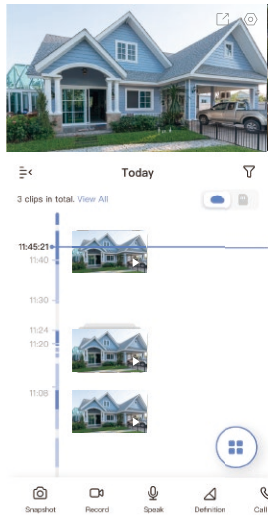 Today
3 clips in total. View All
11:45:21
11:40
11:30
11:24
11:20
11:08
Snapshot
Record
Speak
Definition
Call